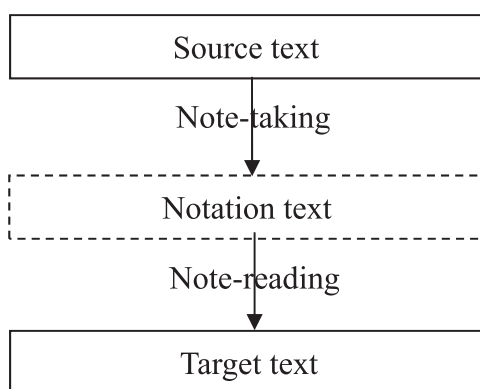 Source text
Note-taking
Notation text
Note-reading
Target text